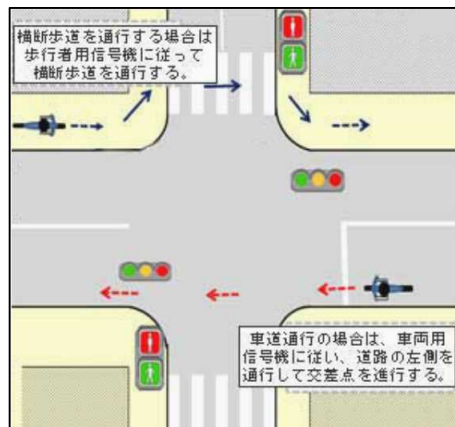 横断歩道を通行する場合は
歩行者用信号機に従って
横断歩道を通行する。
車道通行の場合は、車両用
信号機に従い、道路の左側を
通行して交差点を進行する。